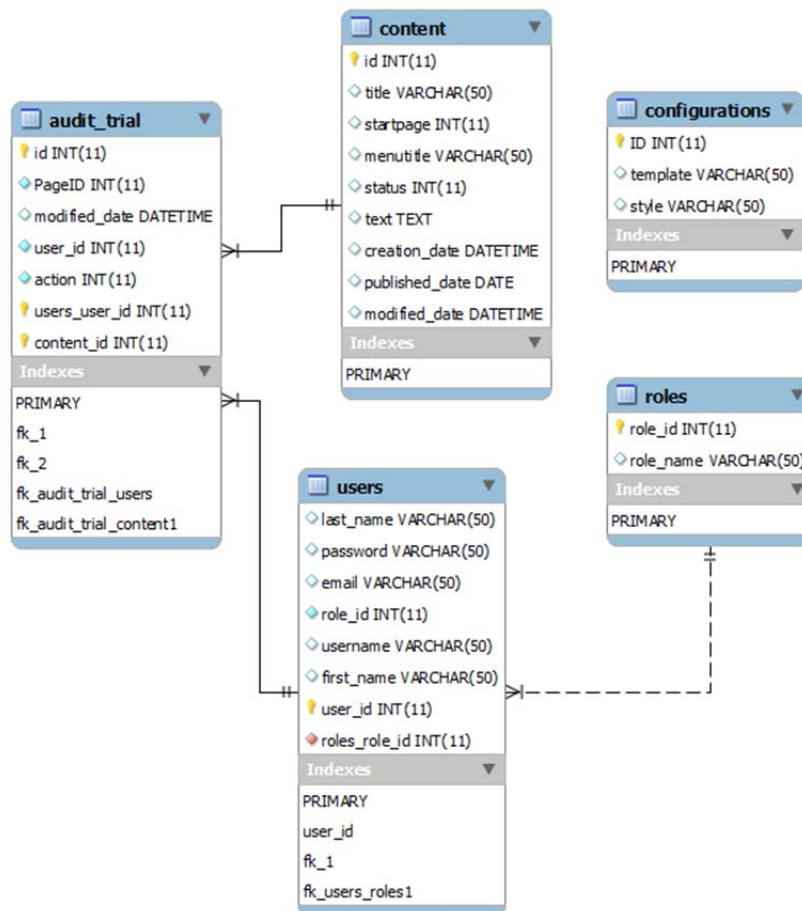 content
id INT(11)
title VARCHAR(50)
startpage INT(11)
menutitle VARCHAR(50)
status INT(11)
text TEXT
creation_date DATETIME
published_date DATE
modified_date DATETIME
Indexes
PRIMARY
audit_trial
id INT(11)
PageID INT(11)
modified_date DATETIME
user_id INT(11)
action INT(11)
users_user_id INT(11)
content_id INT(11)
Indexes
PRIMARY
fk_1
fk_2
fk_audit_trial_users
fk_audit_trial_content1
configurations
ID INT(11)
template VARCHAR(50)
style VARCHAR(50)
Indexes
PRIMARY
roles
role_id INT(11)
role_name VARCHAR(50)
Indexes
PRIMARY
users
last_name VARCHAR(50)
password VARCHAR(50)
email VARCHAR(50)
role_id INT(11)
username VARCHAR(50)
first_name VARCHAR(50)
user_id INT(11)
roles_role_id INT(11)
Indexes
PRIMARY
user_id
fk_1
fk_users_roles1